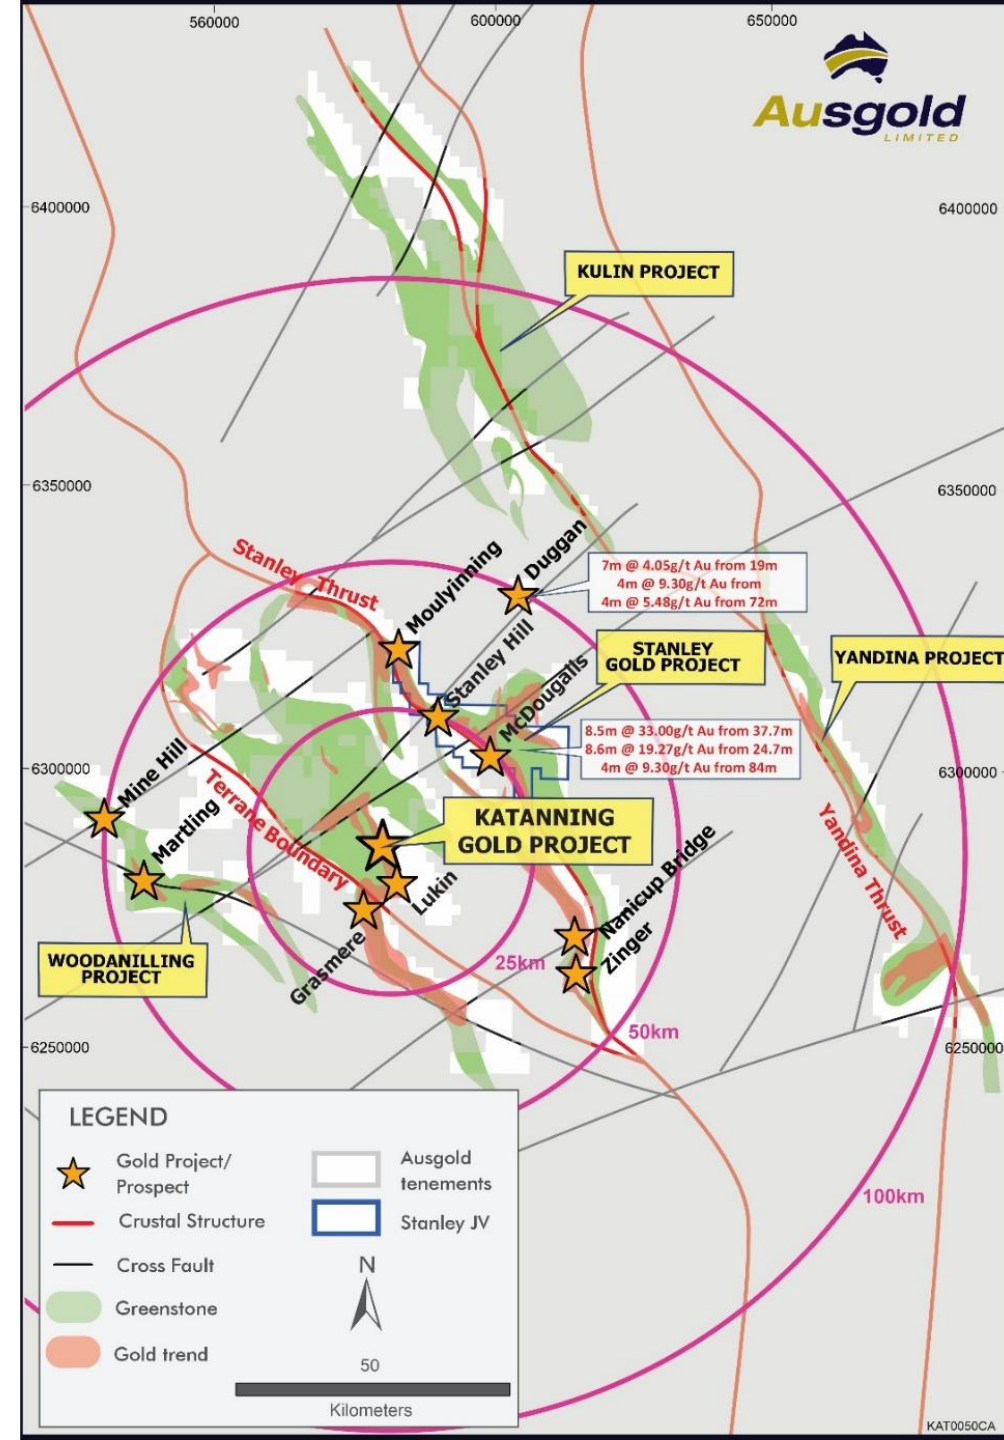 560000
600000
650000
Ausgold
LIMITED
6400000
6400000
KULIN PROJECT
6350000
6350000
Stanley Thrust
Moulyinning
Duggan
7m @ 4.05g/t Au from 19m
4m @ 9.30g/t Au from
4m @ 5.48g/t Au from 72m
Stanley Hill
McDougalls
STANLEY
GOLD PROJECT
YANDINA PROJECT
8.5m @ 33.00g/t Au from 37.7m
8.6m @ 19.27g/t Au from 24.7m
4m @ 9.30g/t Au from 84m
6300000
6300000
Mine Hill
Martling
Terrane Boundary
KATANNING
GOLD PROJECT
Yandina Thrust
Lukin
Nanicup Bridge
Zinger
Grasmere
WOODANILLING
PROJECT
25km
50km
6250000
6250000
100km
LEGEND
Gold Project/
Prospect
Crustal Structure
Cross Fault
Greenstone
Gold trend
Ausgold
tenements
Stanley JV
N
50
Kilometers
KAT0050CA